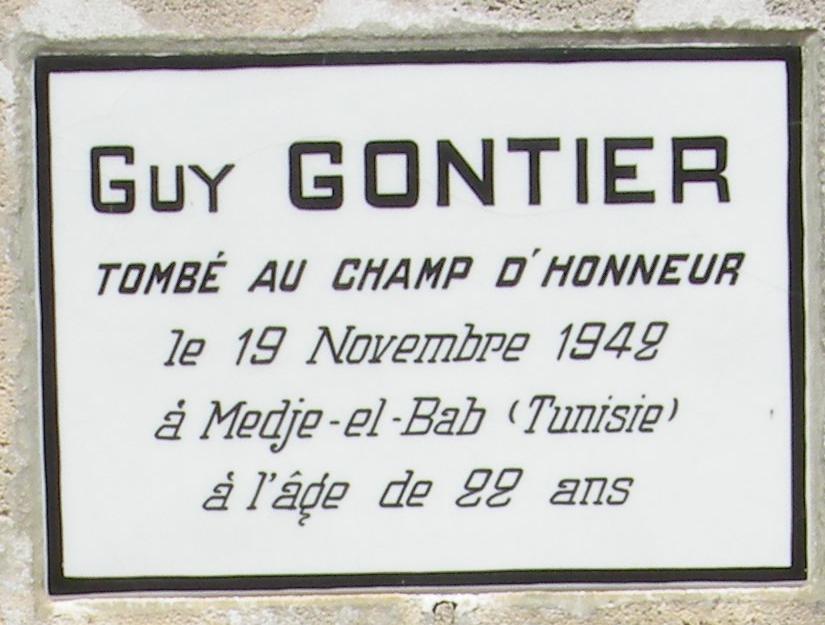 Guy GONTIER
TOMBÉ AU CHAMP D'HONNEUR
le 19 Novembre 1942
à Medje-el-Bab (Tunisie)
à l'âge de 22 ans